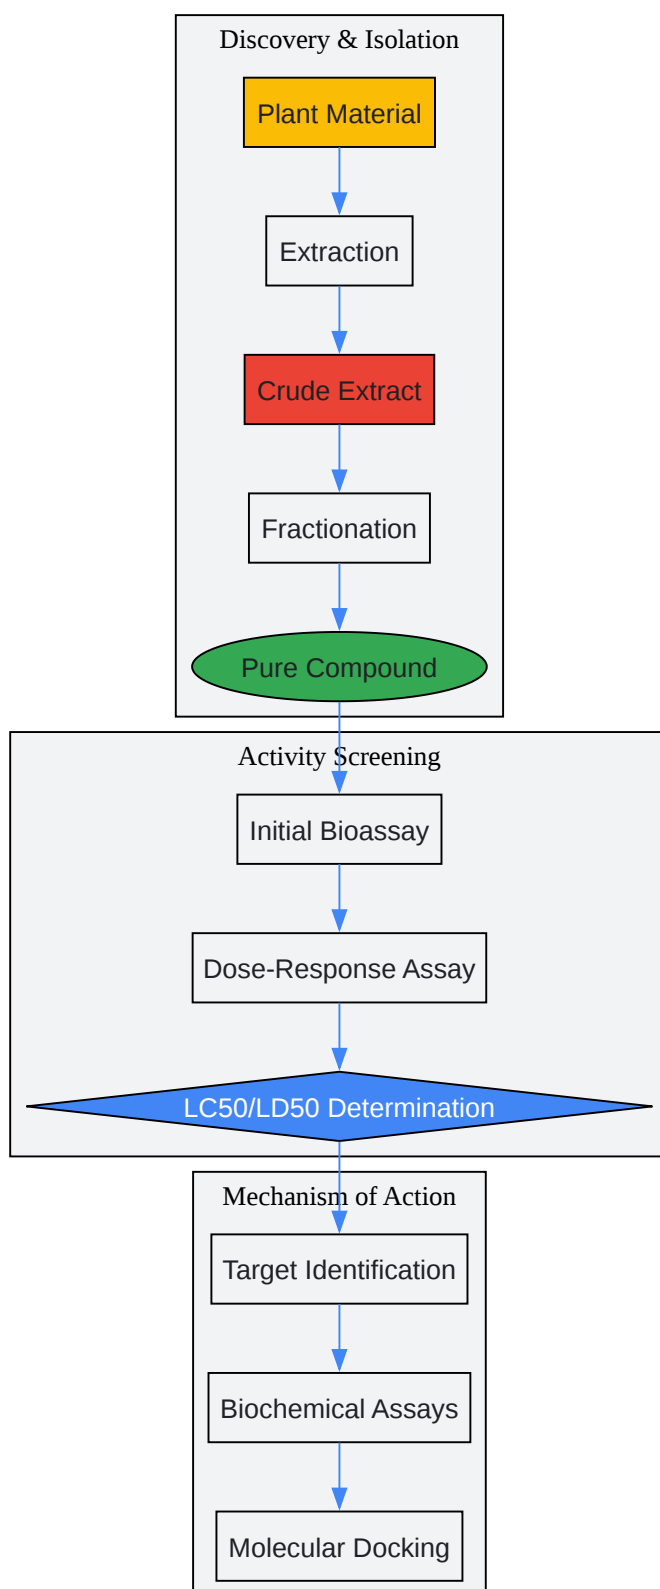 Discovery & Isolation
Plant Material
Extraction
Crude Extract
Fractionation
Pure Compound
Activity Screening
Initial Bioassay
Dose-Response Assay
LC50/LD50 Determination
Mechanism of Action
Target Identification
Biochemical Assays
Molecular Docking